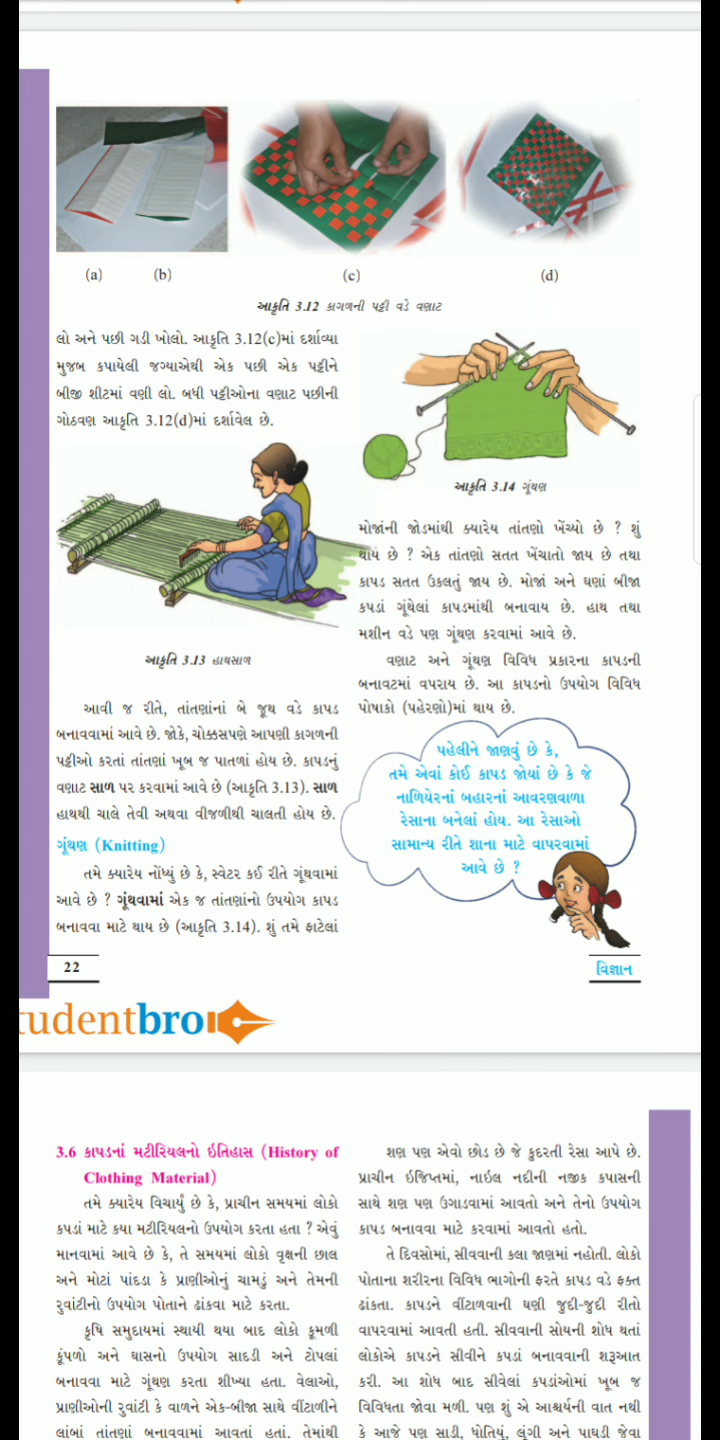 (a) (b) (c) (d)
આકૃતિ 3.12 કાગળની પટ્ટી વડે વણાટ
લો અને પછી ગડી ખોલો. આકૃતિ 3.12(c)માં દર્શાવ્યા
મુજબ કપાયેલી જગ્યાએથી એક પછી એક પટ્ટીને
બીજી શીટમાં વણી લો. બધી પટ્ટીઓના વણાટ પછીની
ગોઠવણ આકૃતિ 3.12(d)માં દર્શાવેલ છે.
આકૃતિ 3.13 હાથસાળ
આવી જ રીતે, તાંતણાંનાં બે જૂથ વડે કાપડ
બનાવવામાં આવે છે. જોકે, ચોક્કસપણે આપણી કાગળની
પટ્ટીઓ કરતાં તાંતણાં ખૂબ જ પાતળાં હોય છે. કાપડનું
વણાટ સાળ પર કરવામાં આવે છે (આકૃતિ 3.13). સાળ
હાથથી ચાલે તેવી અથવા વીજળીથી ચાલતી હોય છે.
ગૂંથણ (Knitting)
તમે ક્યારેય નોંધ્યું છે કે, સ્વેટર કઈ રીતે ગૂંથવામાં
આવે છે ? ગૂંથવામાં એક જ તાંતણાંનો ઉપયોગ કાપડ
બનાવવા માટે થાય છે (આકૃતિ 3.14). શું તમે ફાટેલાં
આકૃતિ 3.14 ગૂંથણ
મોજાંની જોડમાંથી ક્યારેય તાંતણો ખેંચ્યો છે ? શું
થાય છે ? એક તાંતણો સતત ખેંચાતો જાય છે તથા
કાપડ સતત ઉકલતું જાય છે. મોજાં અને ઘણાં બીજા
કપડાં ગૂંથેલાં કાપડમાંથી બનાવાય છે. હાથ તથા
મશીન વડે પણ ગૂંથણ કરવામાં આવે છે.
વણાટ અને ગૂંથણ વિવિધ પ્રકારના કાપડની
બનાવટમાં વપરાય છે. આ કાપડનો ઉપયોગ વિવિધ
પોષાકો (પહેરણો)માં થાય છે.
પહેલીને જાણવું છે કે,
તમે એવાં કોઈ કાપડ જોયાં છે કે જે
નાળિયેરનાં બહારનાં આવરણવાળા
રેસાના બનેલાં હોય. આ રેસાઓ
સામાન્ય રીતે શાના માટે વાપરવામાં
આવે છે ?
22
વિજ્ઞાન
tudentbro
3.6 કાપડનાં મટીરિયલનો ઇતિહાસ (History of
Clothing Material)
તમે ક્યારેય વિચાર્યું છે કે, પ્રાચીન સમયમાં લોકો
કપડાં માટે ક્યા મટીરિયલનો ઉપયોગ કરતા હતા ? એવું
માનવામાં આવે છે કે, તે સમયમાં લોકો વૃક્ષની છાલ
અને મોટાં પાંદડા કે પ્રાણીઓનું ચામડું અને તેમની
રુવાંટીનો ઉપયોગ પોતાને ઢાંકવા માટે કરતા.
કૃષિ સમુદાયમાં સ્થાયી થયા બાદ લોકો કૂમળી
કૂંપળો અને ઘાસનો ઉપયોગ સાદડી અને ટોપલાં
બનાવવા માટે ગૂંથણ કરતા શીખ્યા હતા. વેલાઓ,
પ્રાણીઓની રુવાંટી કે વાળને એક-બીજા સાથે વીંટાળીને
લાંબાં તાંતણાં બનાવવામાં આવતાં હતાં. તેમાંથી
શણ પણ એવો છોડ છે જે કુદરતી રેસા આપે છે.
પ્રાચીન ઇજિપ્તમાં, નાઇલ નદીની નજીક કપાસની
સાથે શણ પણ ઉગાડવામાં આવતો અને તેનો ઉપયોગ
કાપડ બનાવવા માટે કરવામાં આવતો હતો.
તે દિવસોમાં, સીવવાની કલા જાણમાં નહોતી. લોકો
પોતાના શરીરના વિવિધ ભાગોની ફરતે કાપડ વડે ફક્ત
ઢાંકતા. કાપડને વીંટાળવાની ઘણી જુદી-જુદી રીતો
વાપરવામાં આવતી હતી. સીવવાની સોયની શોધ થતાં
લોકોએ કાપડને સીવીને કપડાં બનાવવાની શરૂઆત
કરી. આ શોધ બાદ સીવેલાં કપડાંઓમાં ખૂબ જ
વિવિધતા જોવા મળી. પણ શું એ આશ્ચર્યની વાત નથી
કે આજે પણ સાડી, ધોતિયું, લુંગી અને પાઘડી જેવા